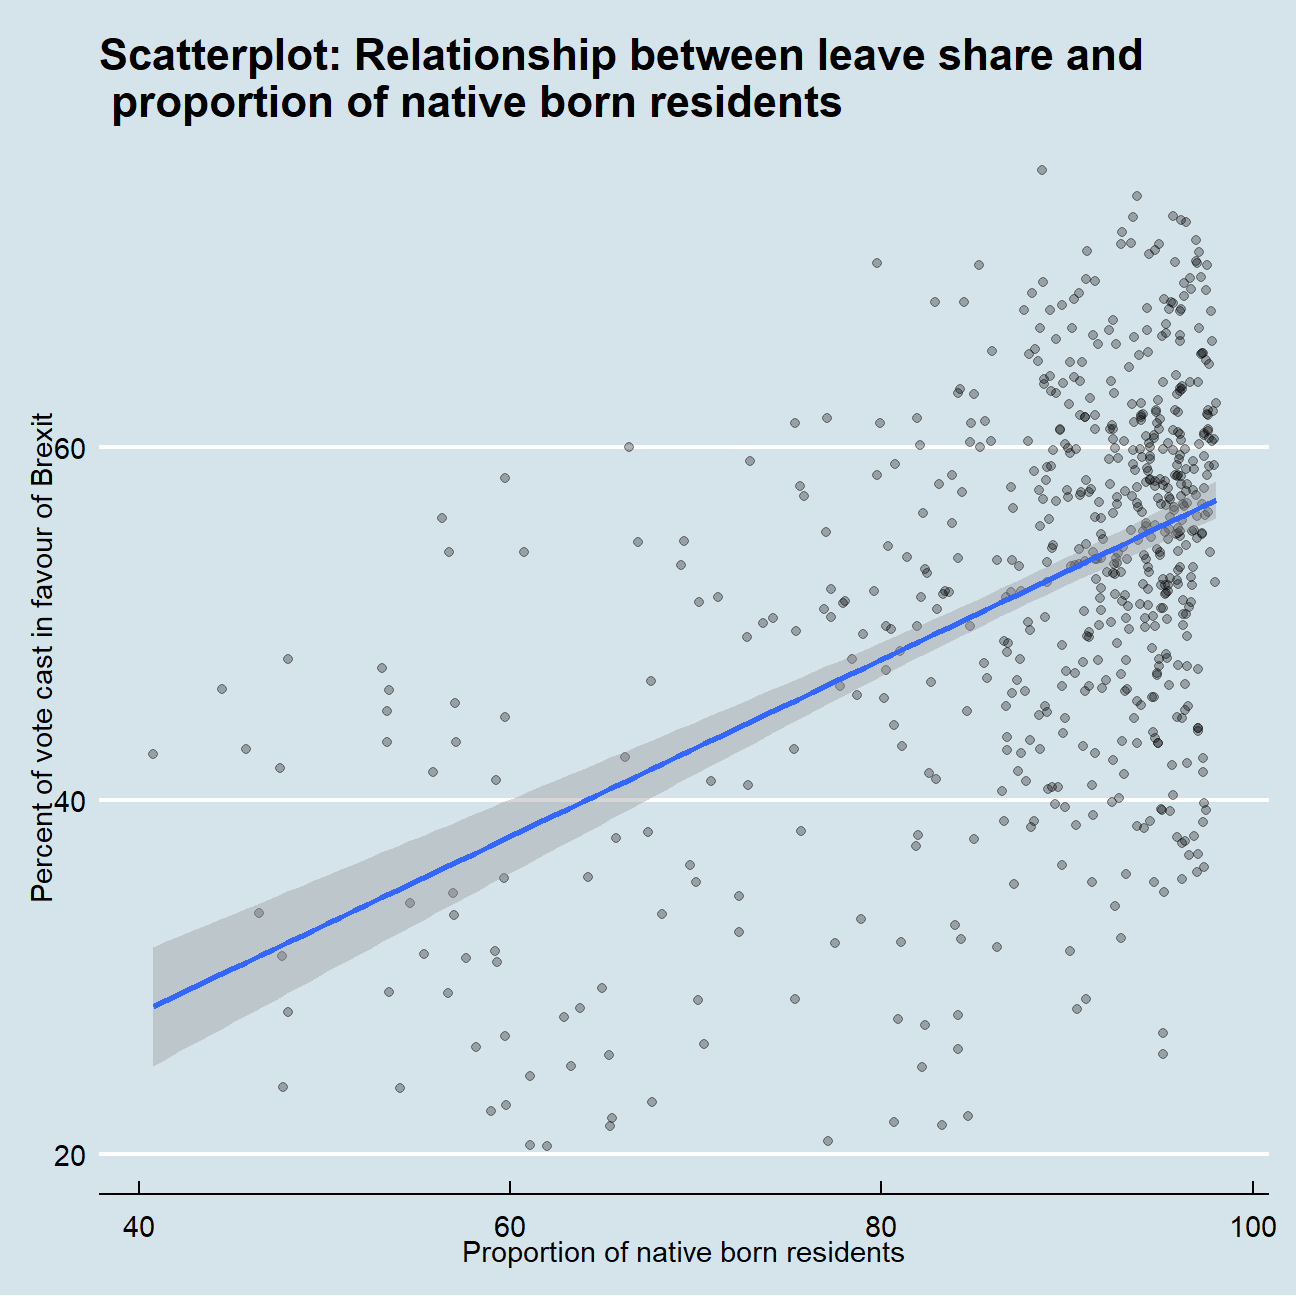 Scatterplot: Relationship between leave share and
proportion of native born residents
Percent of vote cast in favour of Brexit
60
40
20
40 60 80 100
Proportion of native born residents